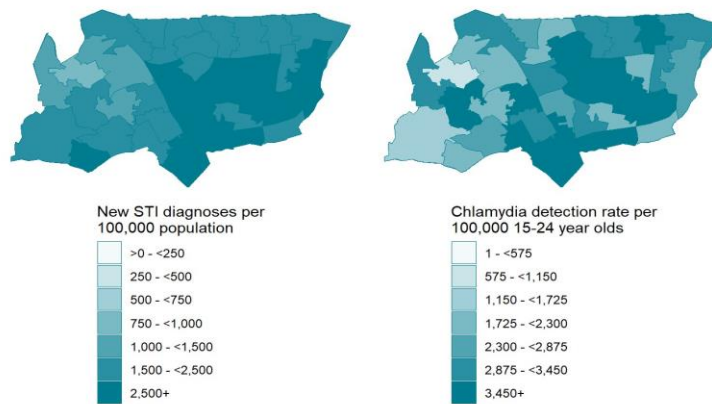 New STI diagnoses per
100,000 population
>0 - <250
250 - <500
500 - <750
750 - <1,000
1,000 - <1,500
1,500 - <2,500
2,500+
Chlamydia detection rate per
100,000 15-24 year olds
1 - <575
575 - <1,150
1,150 - <1,725
1,725 - <2,300
2,300 - <2,875
2,875 - <3,450
3,450+